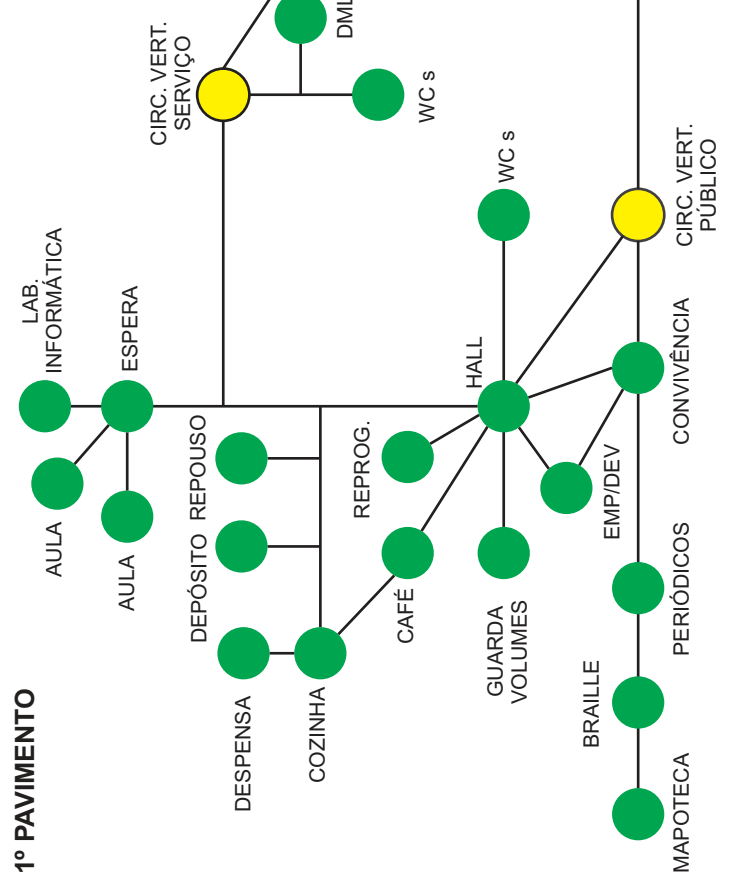 1º PAVIMENTO
LAB.
INFORMÁTICA
AULA
AULA
ESPERA
CIRC. VERT.
SERVIÇO
DEPÓSITO
REPOUSO
DESPENSA
COZINHA
DML
REPROG.
CAFÉ
WC s
HALL
GUARDA
VOLUMES
WC s
BRAILLE
EMP/DEV
MAPOTECA
PERIÓDICOS
CONVIVÊNCIA
CIRC. VERT.
PÚBLICO